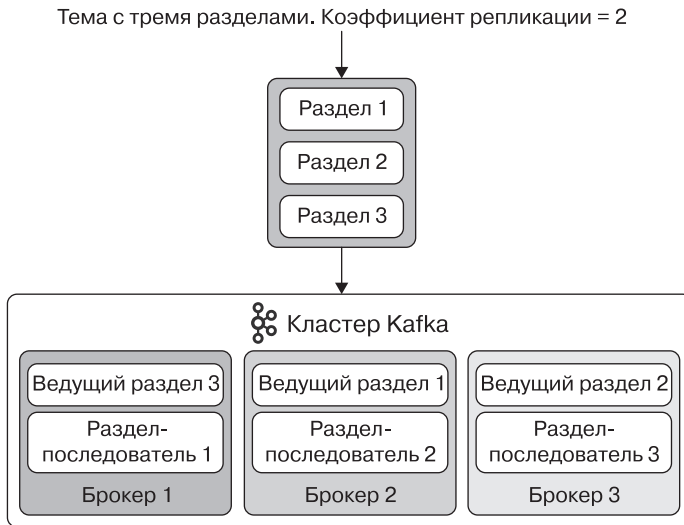 Тема с тремя разделами. Коэффициент репликации = 2
Раздел 1
Раздел 2
Раздел 3
Кластер Kafka
Ведущий раздел 3
Раздел-
последователь 1
Брокер 1
Ведущий раздел 1
Раздел-
последователь 2
Брокер 2
Ведущий раздел 2
Раздел-
последователь 3
Брокер 3